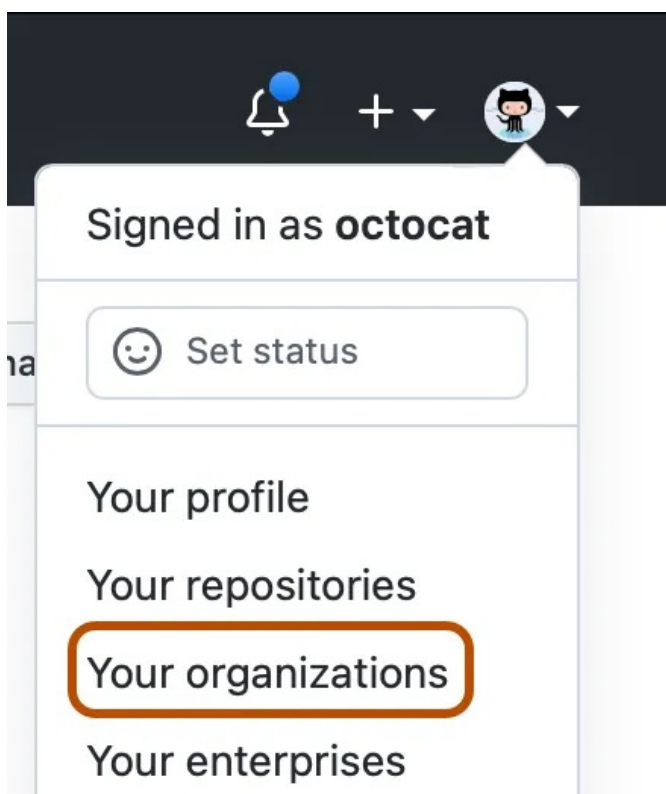 Signed in as octocat
Set status
Your profile
Your repositories
Your organizations
Your enterprises